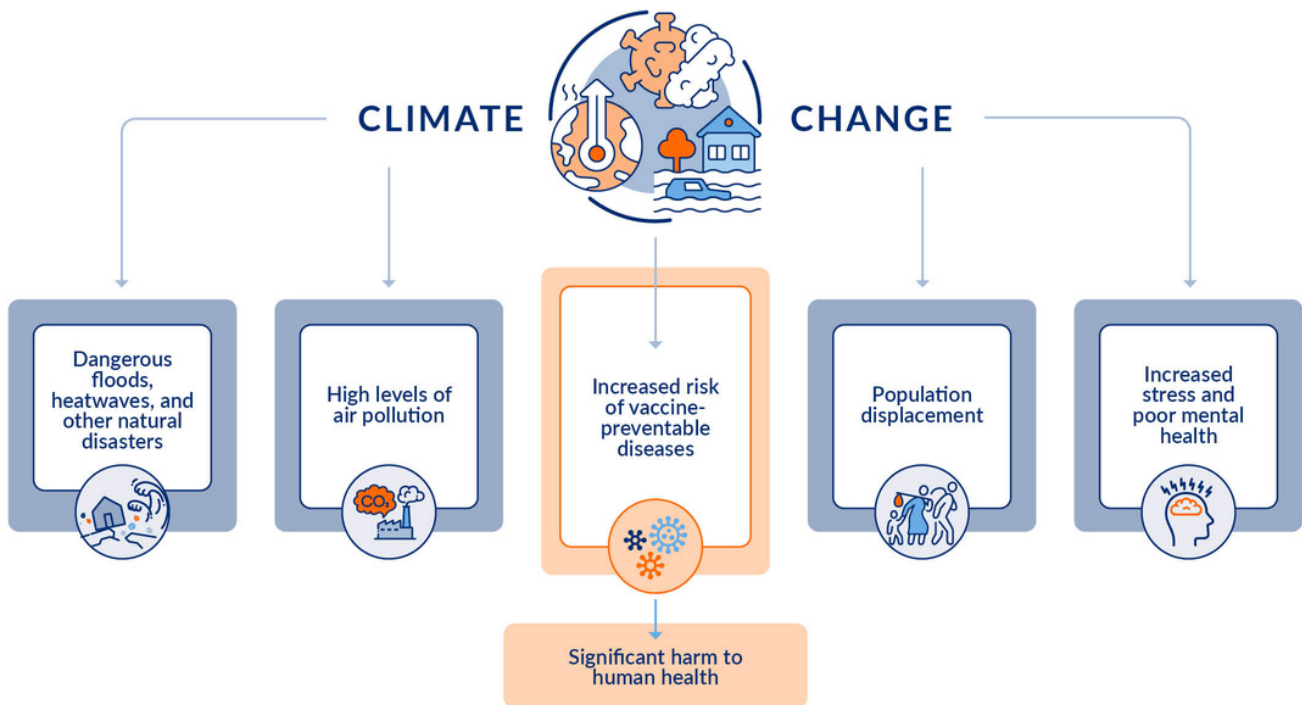 CLIMATE CHANGE
Dangerous
floods,
heatwaves, and
other natural
disasters
High levels of
air pollution
CO₂
Increased risk
of vaccine-
preventable
diseases
Population
displacement
Increased
stress and
poor mental
health
Significant harm to
human health